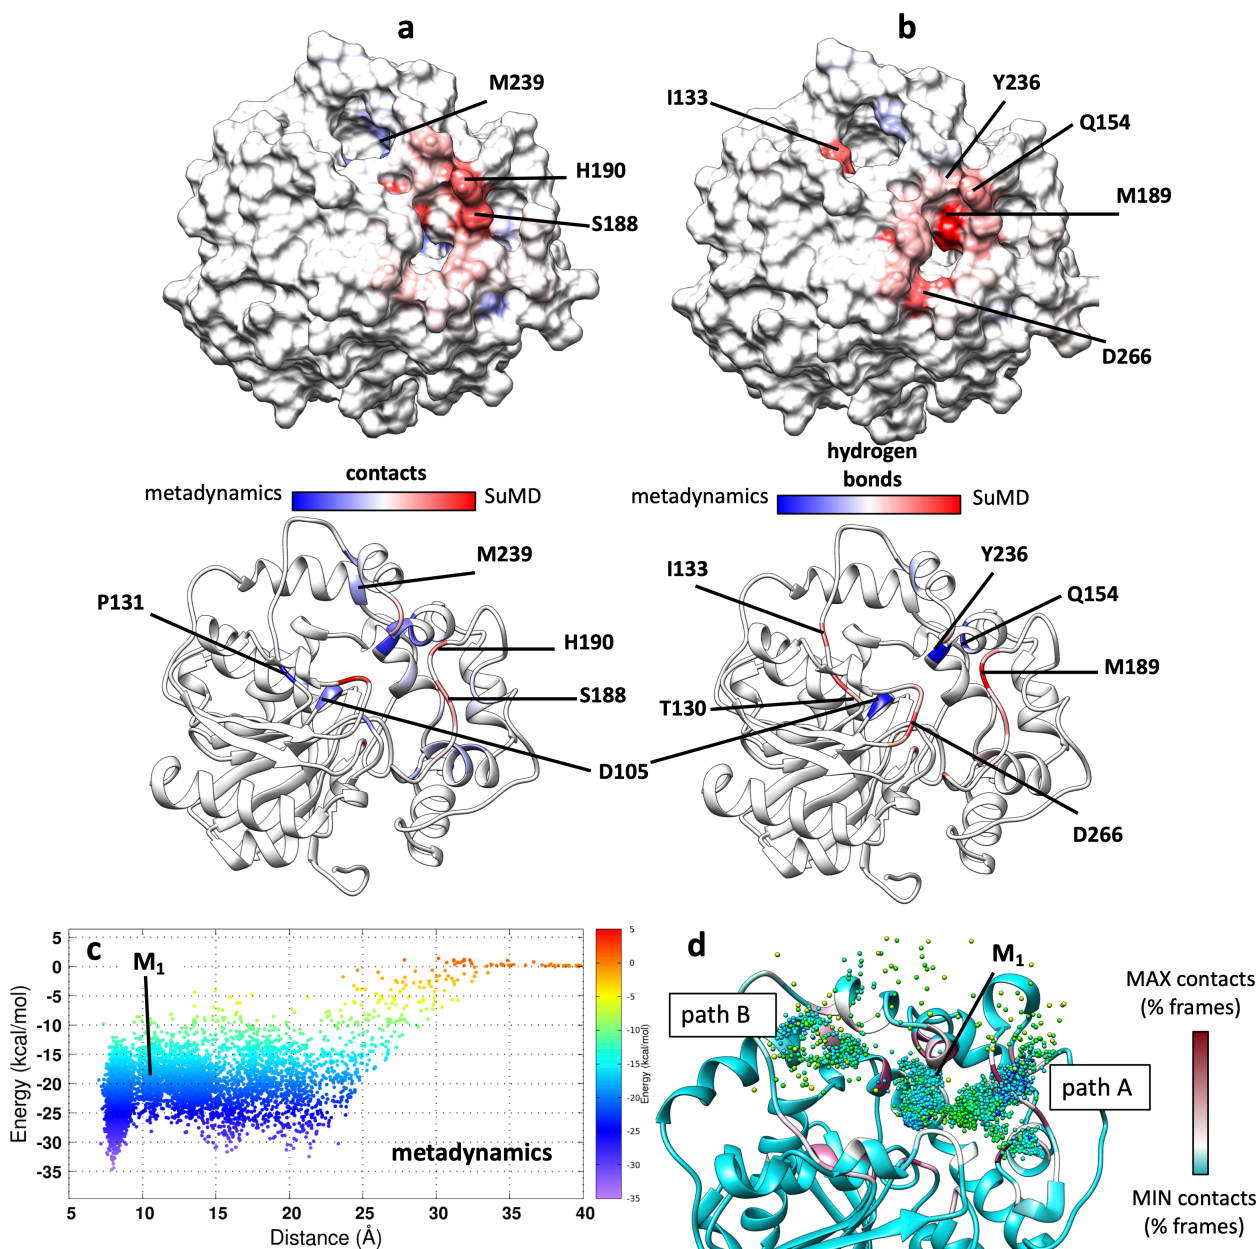 a
M239
H190
S188
b
I133
Y236
Q154
M189
D266
contacts
metadynamics
SuMD
hydrogen
bonds
metadynamics
SuMD
M239
P131
H190
S188
D105
I133
Y236
Q154
M189
T130
D266
c
M1
5
0
-5
-10
-15
-20
-25
-30
-35
Energy (kcal/mol)
5
10
15
20
25
30
35
40
Distance (Å)
metadynamics
5
0
-5
-10
-15
-20
-25
-30
-35
Energy (kcal/mol)
d
M1
path B
path A
MAX contacts
(% frames)
MIN contacts
(% frames)